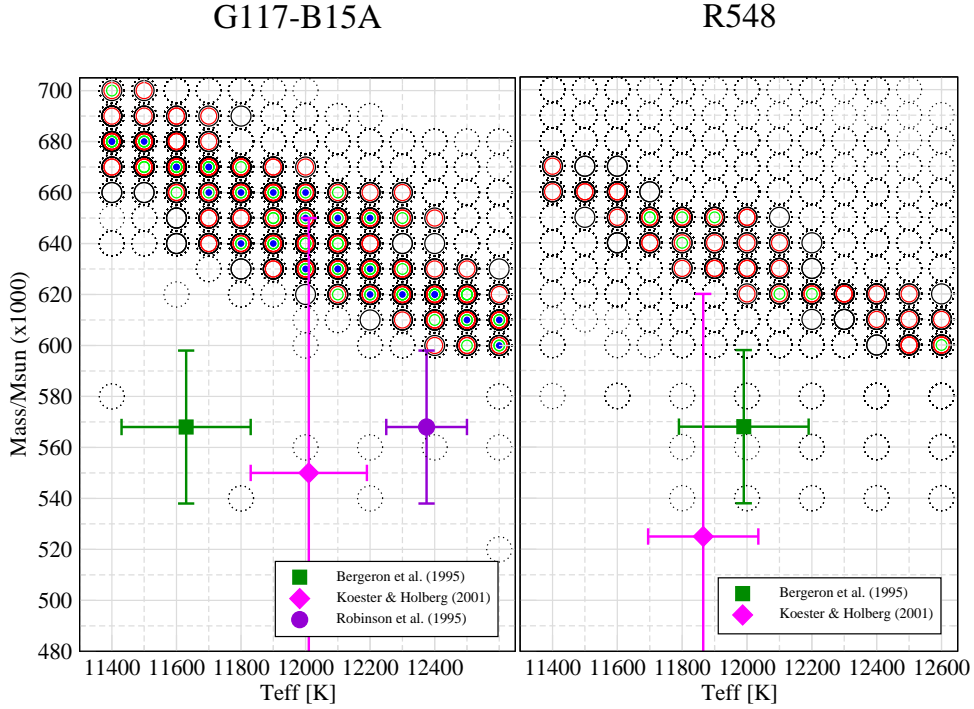 G117-B15A
R548
Mass/Msun (x1000)
700
680
660
640
620
600
580
560
540
520
500
480
Bergeron et al. (1995)
Koester & Holberg (2001)
Robinson et al. (1995)
Bergeron et al. (1995)
Koester & Holberg (2001)
11400 11600 11800 12000 12200 12400
11400 11600 11800 12000 12200 12400 12600
Teff [K]
Teff [K]